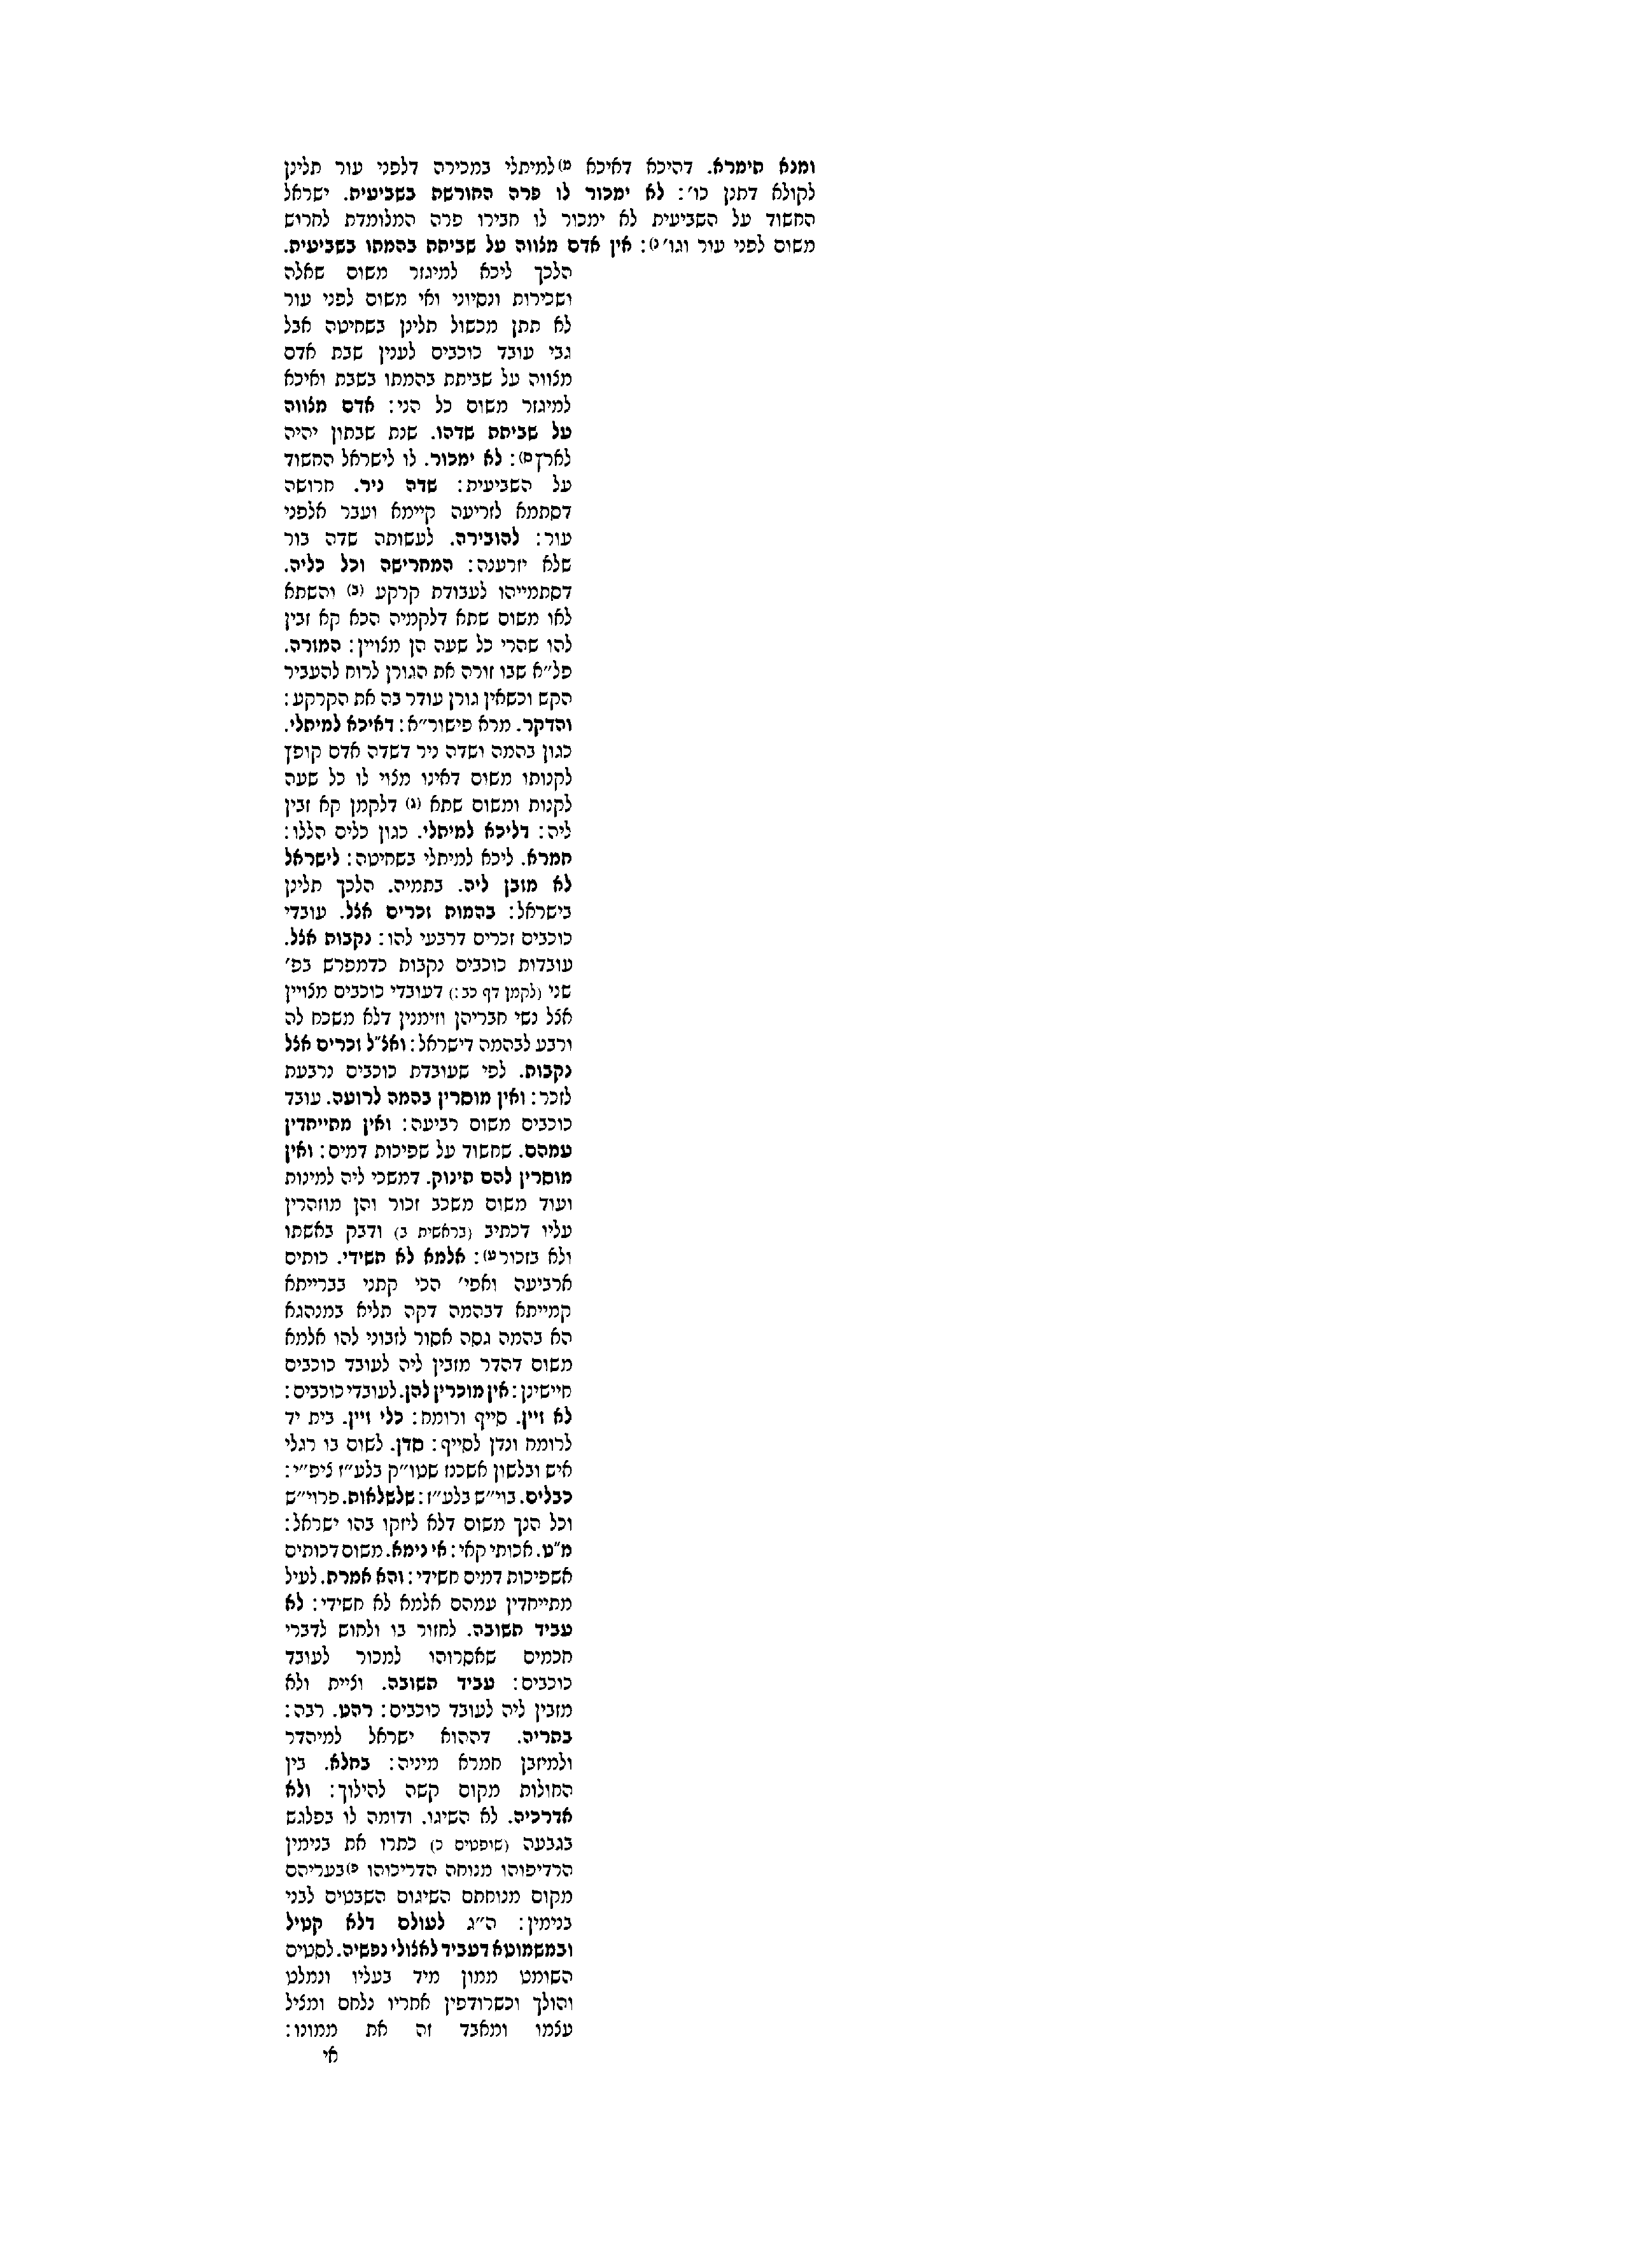 ומנא תימרא. דהיכא דאיכא מ)למיתלי במכירה דלפני עור תלינן
לקולא דתנן כו׳: לא ימכור לו פרה החורשת בשביעית. ישראל
החשוד על השביעית לא ימכור לו חבירו פרה המלומדת לחרוש
משום לפני עור וגו׳נ): אין אדם מצווה על שביתת בהמתו בשביעית.
הלכך ליכא למיגזר משום שאלה
ושכירות ונסיוני ואי משום לפני עור
לא תתן מכשול תלינן בשחיטה אבל
גבי עובד כוכבים לענין שבת אדם
מצווה על שביתת בהמתו בשבת ואיכא
למיגזר משום כל הני: אדם מצווה
על שביתת שדהו. שנת שבתון יהיה
לארץס): לא ימכור. לו לישראל החשוד
על השביעית: שדה ניר. חרושה
דסתמא לזריעה קיימא ועבר אלפני
עור: להובירה. לעשותה שדה בור
שלא יזרענה: המחרישה וכל כליה.
דסתמייהו לעבודת קרקע (ב) והשתא
לאו משום שתא דלקמיה הכא קא זבין
להו שהרי כל שעה הן מצויין: המזרה.
פל״א שבו זורה את הגורן לרוח להעביר
הקש וכשאין גורן עודר בה את הקרקע:
והדקר. מרא פישור״א: דאיכא למיתלי.
כגון בהמה ושדה ניר דשדה אדם קופץ
לקנותו משום דאינו מצוי לו כל שעה
לקנות ומשום שתא (ג) דלקמן קא זבין
ליה: דליכא למיתלי. כגון כלים הללו:
חמרא. ליכא למיתלי בשחיטה: לישראל
לא מזבן ליה. בתמיה. הלכך תלינן
בישראל: בהמות זכרים אצל. עובדי
כוכבים זכרים דרבעי להו: נקבות אצל.
עובדות כוכבים נקבות כדמפרש בפ׳
שני (לקמן דף כב:) דעובדי כוכבים מצויין
אצל נשי חבריהן וזימנין דלא משכח לה
ורבע לבהמה דישראל: ואצ״ל זכרים אצל
נקבות. לפי שעובדת כוכבים נרבעת
לזכר: ואין מוסרין בהמה לרועה. עובד
כוכבים משום רביעה: ואין מתייחדין
עמהם. שחשוד על שפיכות דמים: ואין
מוסרין להם תינוק. דמשכי ליה למינות
ועוד משום משכב זכור והן מוזהרין
עליו דכתיב (בראשית ב) ודבק באשתו
ולא בזכורע): אלמא לא חשידי. כותים
ארביעה ואפי׳ הכי קתני בברייתא
קמייתא דבהמה דקה תליא במנהגא
הא בהמה גסה אסור לזבוני להו אלמא
משום דהדר מזבין ליה לעובד כוכבים
חיישינן: אין מוכרין להן. לעובדי כוכבים:
לא זיין. סייף ורומח: כלי זיין. בית יד
לרומח ונדן לסייף: סדן. לשום בו רגלי
איש ובלשון אשכנז שטו״ק בלע״ז ציפ״י:
כבלים. בוי״ש בלע״ז: שלשלאות. פרוי״ש
וכל הנך משום דלא ליזקו בהו ישראל:
מ״ט. אכותי קאי: אי נימא. משום דכותים
אשפיכות דמים חשידי: והא אמרת. לעיל
מתייחדין עמהם אלמא לא חשידי: לא
עביד תשובה. לחזור בו ולחוש לדברי
חכמים שאסרוהו למכור לעובד
כוכבים: עביד תשובה. וציית ולא
מזבין ליה לעובד כוכבים: רהט. רבה:
בתריה. דההוא ישראל למיהדר
ולמיזבן חמרא מיניה: בחלא. בין
החולות מקום קשה להילוך: ולא
אדרכיה. לא השיגו. ודומה לו בפלגש
בגבעה (שופטים כ) כתרו את בנימין
הרדיפוהו מנוחה הדריכוהו פ)בעריהם
מקום מנוחתם השיגום השבטים לבני
בנימין: ה״ג לעולם דלא קטיל
ובמשמוטא דעביד לאצולי נפשיה. לסטים
השומט ממון מיד בעליו ונמלט
והולך וכשרודפין אחריו נלחם ומציל
עצמו ומאבד זה את ממונו:
אי